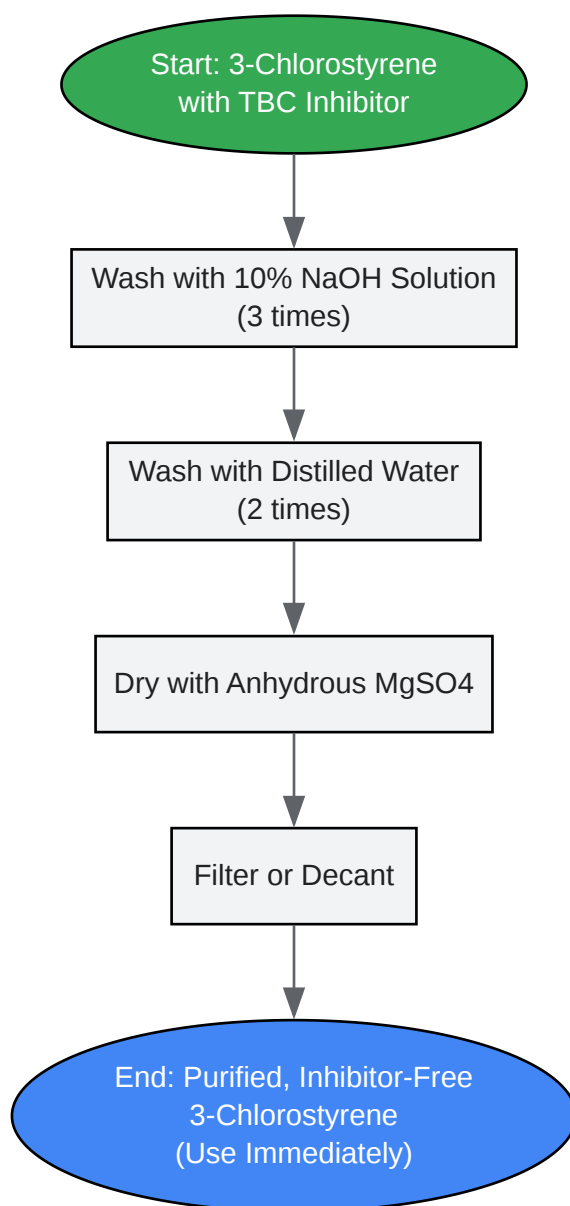 Start: 3-Chlorostyrene
with TBC Inhibitor
Wash with 10% NaOH Solution
(3 times)
Wash with Distilled Water
(2 times)
Dry with Anhydrous MgSO4
Filter or Decant
End: Purified, Inhibitor-Free
3-Chlorostyrene
(Use Immediately)